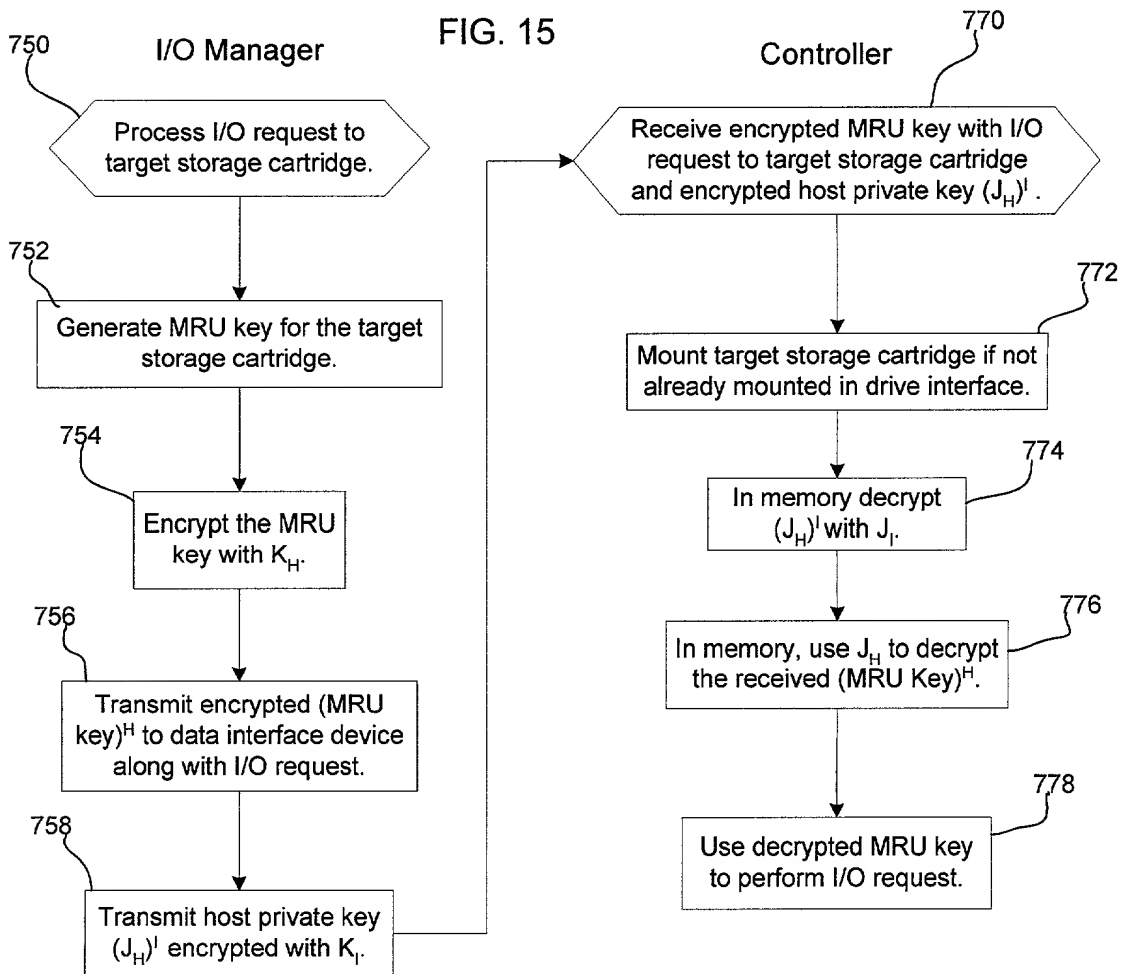 FIG. 15
I/O Manager
750
Process I/O request to
target storage cartridge.
752
Generate MRU key for the target
storage cartridge.
754
Encrypt the MRU
key with K_H.
756
Transmit encrypted (MRU
key)^H to data interface device
along with I/O request.
758
Transmit host private key
(J_H)^I encrypted with K_I.
Controller
770
Receive encrypted MRU key with I/O
request to target storage cartridge
and encrypted host private key (J_H)^I .
772
Mount target storage cartridge if not
already mounted in drive interface.
774
In memory decrypt
(J_H)^I with J_I.
776
In memory, use J_H to decrypt
the received (MRU Key)^H.
778
Use decrypted MRU key
to perform I/O request.